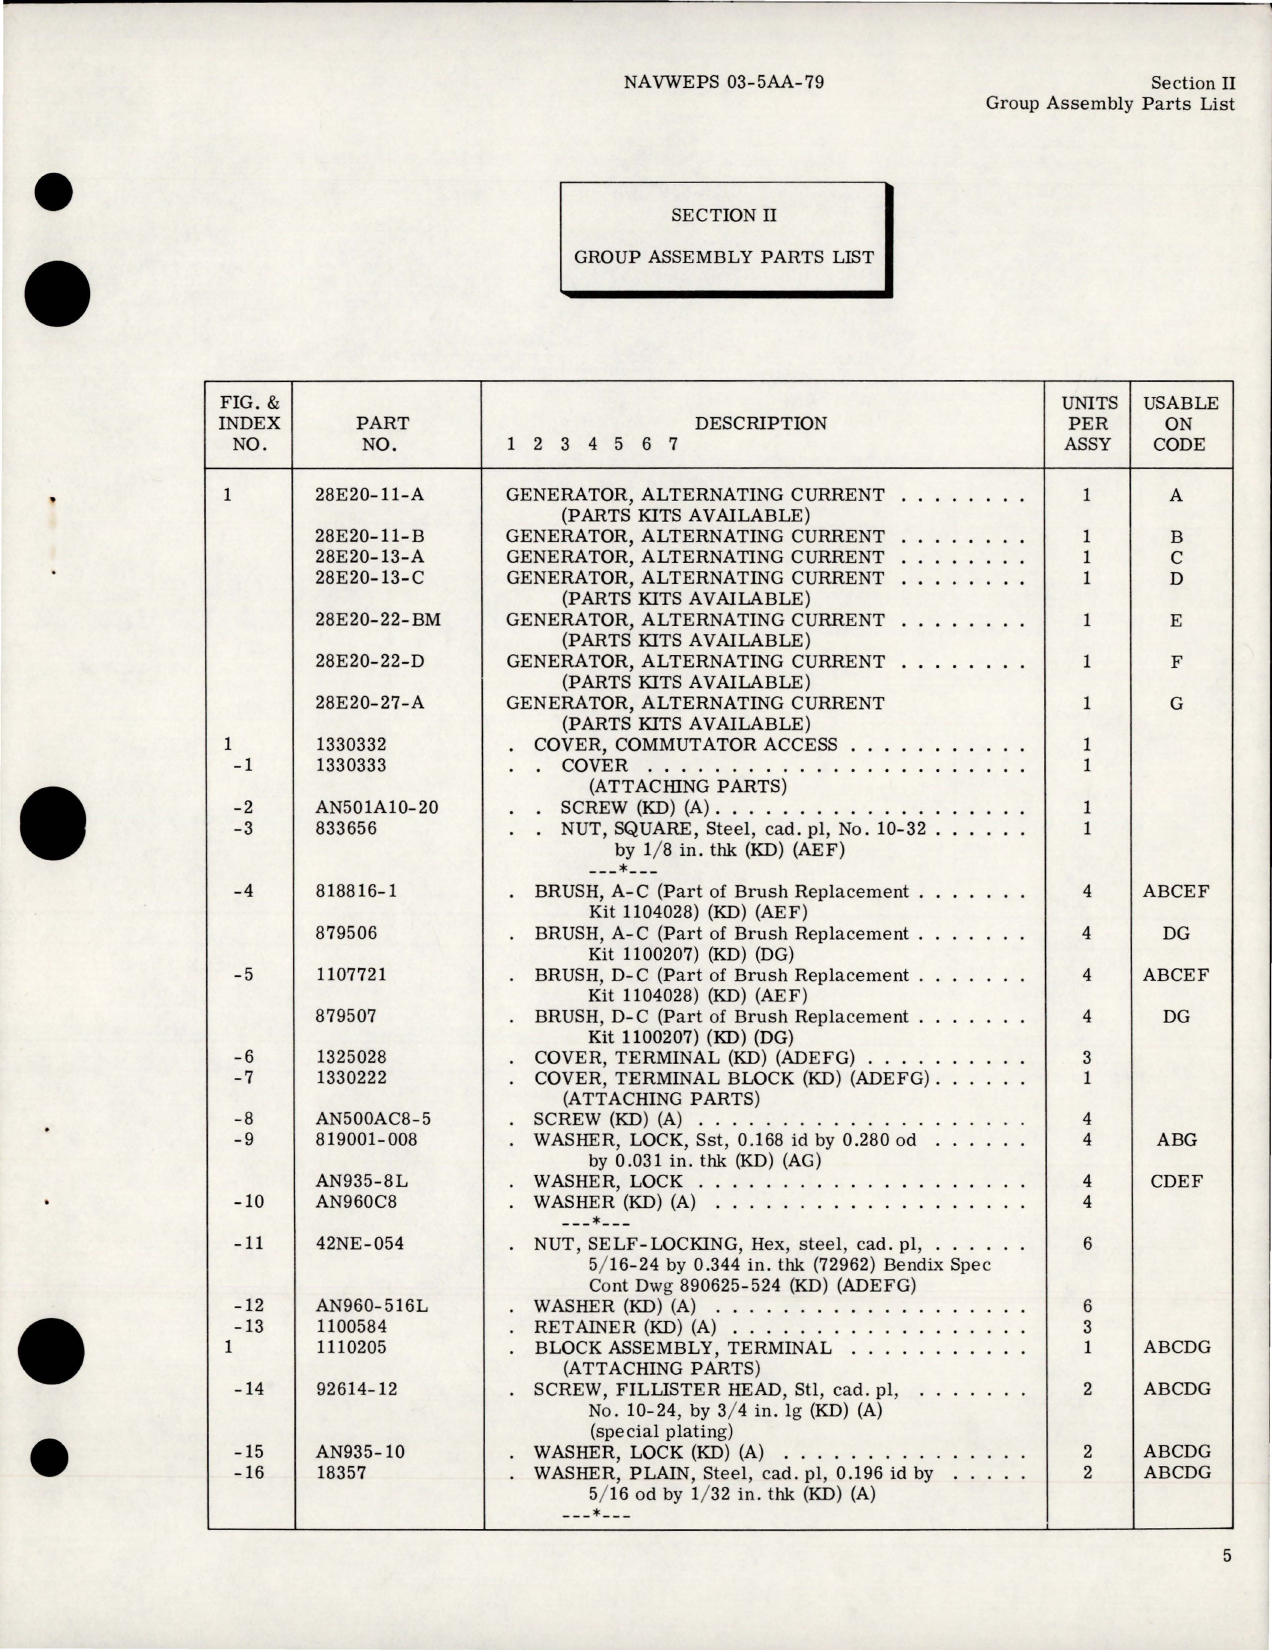 NAVWEPS 03-5AA-79
Section II
Group Assembly Parts List
SECTION II
GROUP ASSEMBLY PARTS LIST
FIG. & INDEX NO. PART NO. DESCRIPTION 1 2 3 4 5 6 7 UNITS PER ASSY USABLE ON CODE
1 28E20-11-A GENERATOR, ALTERNATING CURRENT . . . . . . . . 1 A
(PARTS KITS AVAILABLE)
28E20-11-B GENERATOR, ALTERNATING CURRENT . . . . . . . . 1 B
28E20-13-A GENERATOR, ALTERNATING CURRENT . . . . . . . . 1 C
28E20-13-C GENERATOR, ALTERNATING CURRENT . . . . . . . . 1 D
(PARTS KITS AVAILABLE)
28E20-22-BM GENERATOR, ALTERNATING CURRENT . . . . . . . . 1 E
(PARTS KITS AVAILABLE)
28E20-22-D GENERATOR, ALTERNATING CURRENT . . . . . . . . 1 F
(PARTS KITS AVAILABLE)
28E20-27-A GENERATOR, ALTERNATING CURRENT 1 G
(PARTS KITS AVAILABLE)
1 1330332 . COVER, COMMUTATOR ACCESS . . . . . . . . . . . 1
-1 1330333 . . COVER . . . . . . . . . . . . . . . . . . . . . . . 1
(ATTACHING PARTS)
-2 AN501A10-20 . . SCREW (KD) (A). . . . . . . . . . . . . . . . . . . 1
-3 833656 . . NUT, SQUARE, Steel, cad. pl, No. 10-32 . . . . . . 1
by 1/8 in. thk (KD) (AEF)
---*---
-4 818816-1 . BRUSH, A-C (Part of Brush Replacement . . . . . . . 4 ABCEF
Kit 1104028) (KD) (AEF)
879506 . BRUSH, A-C (Part of Brush Replacement . . . . . . . 4 DG
Kit 1100207) (KD) (DG)
-5 1107721 . BRUSH, D-C (Part of Brush Replacement . . . . . . . 4 ABCEF
Kit 1104028) (KD) (AEF)
879507 . BRUSH, D-C (Part of Brush Replacement . . . . . . . 4 DG
Kit 1100207) (KD) (DG)
-6 1325028 . COVER, TERMINAL (KD) (ADEFG) . . . . . . . . . . 3
-7 1330222 . COVER, TERMINAL BLOCK (KD) (ADEFG). . . . . . 1
(ATTACHING PARTS)
-8 AN500AC8-5 . SCREW (KD) (A) . . . . . . . . . . . . . . . . . . . . 4
-9 819001-008 . WASHER, LOCK, Sst, 0.168 id by 0.280 od . . . . . . 4 ABG
by 0.031 in. thk (KD) (AG)
AN935-8L . WASHER, LOCK . . . . . . . . . . . . . . . . . . . . 4 CDEF
-10 AN960C8 . WASHER (KD) (A) . . . . . . . . . . . . . . . . . . . 4
---*---
-11 42NE-054 . NUT, SELF-LOCKING, Hex, steel, cad. pl, . . . . . . 6
5/16-24 by 0.344 in. thk (72962) Bendix Spec
Cont Dwg 890625-524 (KD) (ADEFG)
-12 AN960-516L . WASHER (KD) (A) . . . . . . . . . . . . . . . . . . . 6
-13 1100584 . RETAINER (KD) (A) . . . . . . . . . . . . . . . . . . 3
1 1110205 . BLOCK ASSEMBLY, TERMINAL . . . . . . . . . . . 1 ABCDG
(ATTACHING PARTS)
-14 92614-12 . SCREW, FILLISTER HEAD, Stl, cad. pl, . . . . . . . 2 ABCDG
No. 10-24, by 3/4 in. lg (KD) (A)
(special plating)
-15 AN935-10 . WASHER, LOCK (KD) (A) . . . . . . . . . . . . . . . 2 ABCDG
-16 18357 . WASHER, PLAIN, Steel, cad. pl, 0.196 id by . . . . . 2 ABCDG
5/16 od by 1/32 in. thk (KD) (A)
---*---
5